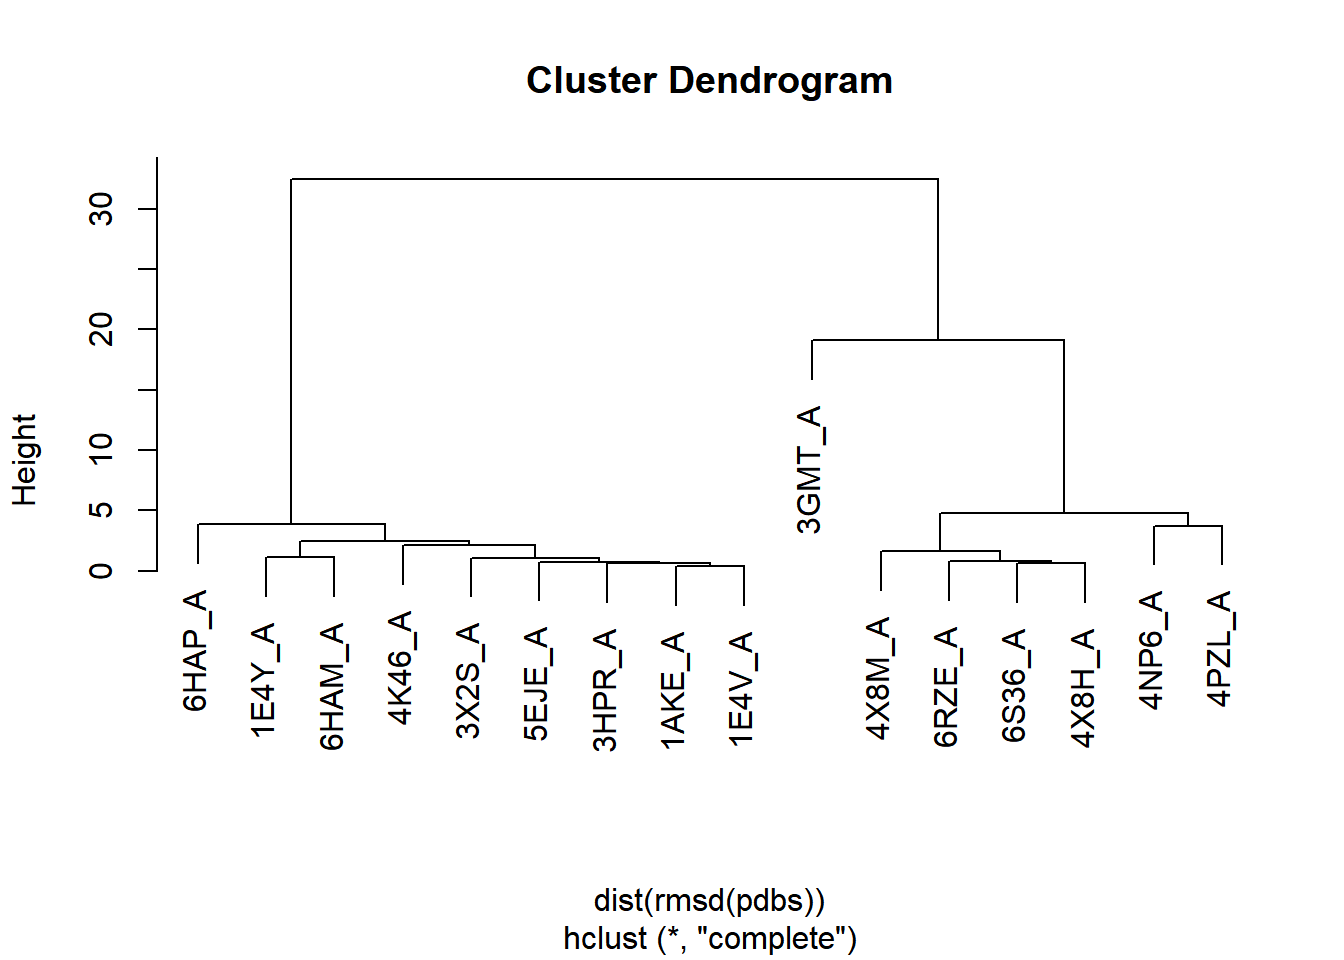 Cluster Dendrogram
Height
30
20
10
5
0
6HAP_A
1E4Y_A
6HAM_A
4K46_A
3X2S_A
5EJE_A
3HPR_A
1AKE_A
1E4V_A
3GMT_A
4X8M_A
6RZE_A
6S36_A
4X8H_A
4NP6_A
4PZL_A
dist(rmsd(pdbs))
hclust (*, "complete")